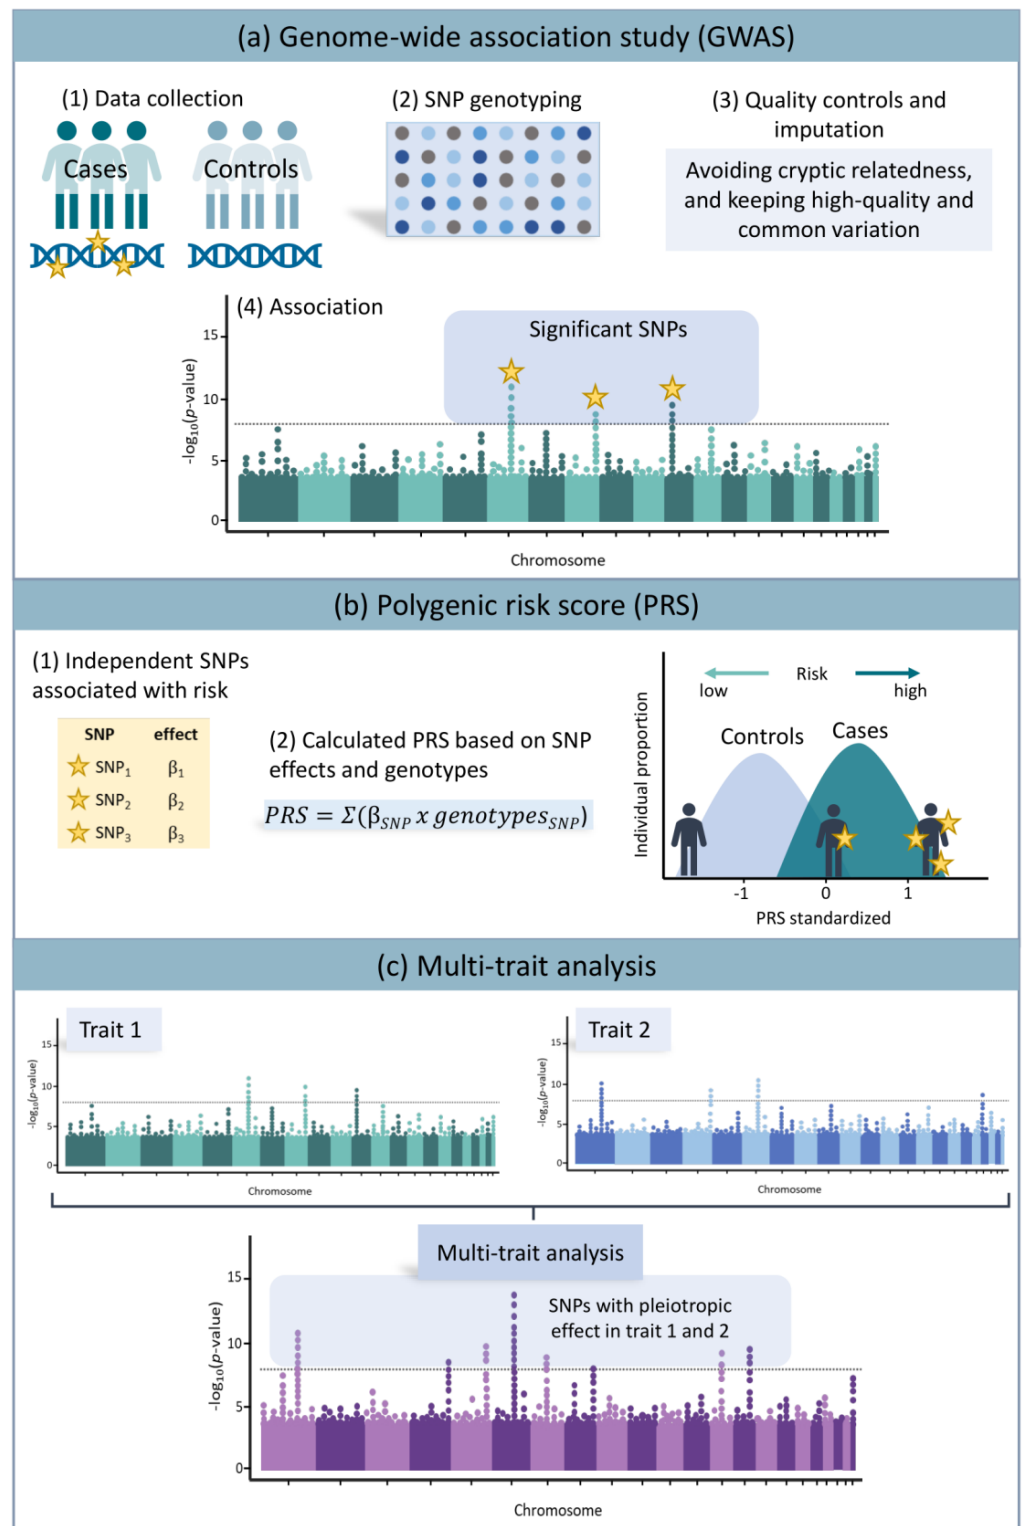 (a) Genome-wide association study (GWAS)
(1) Data collection
Cases
Controls
(2) SNP genotyping
(3) Quality controls and
imputation
Avoiding cryptic relatedness,
and keeping high-quality and
common variation
(4) Association
Significant SNPs
-log10(p-value)
15
10
5
0
Chromosome
(b) Polygenic risk score (PRS)
(1) Independent SNPs
associated with risk
SNP effect
SNP1 β1
SNP2 β2
SNP3 β3
(2) Calculated PRS based on SNP
effects and genotypes
PRS = Σ(βSNP x genotypesSNP)
Risk
low high
Controls Cases
Individual proportion
-1 0 1
PRS standardized
(c) Multi-trait analysis
Trait 1
-log10(p-value)
15
10
5
0
Chromosome
Trait 2
-log10(p-value)
15
10
5
0
Chromosome
Multi-trait analysis
SNPs with pleiotropic
effect in trait 1 and 2
-log10(p-value)
15
10
5
0
Chromosome